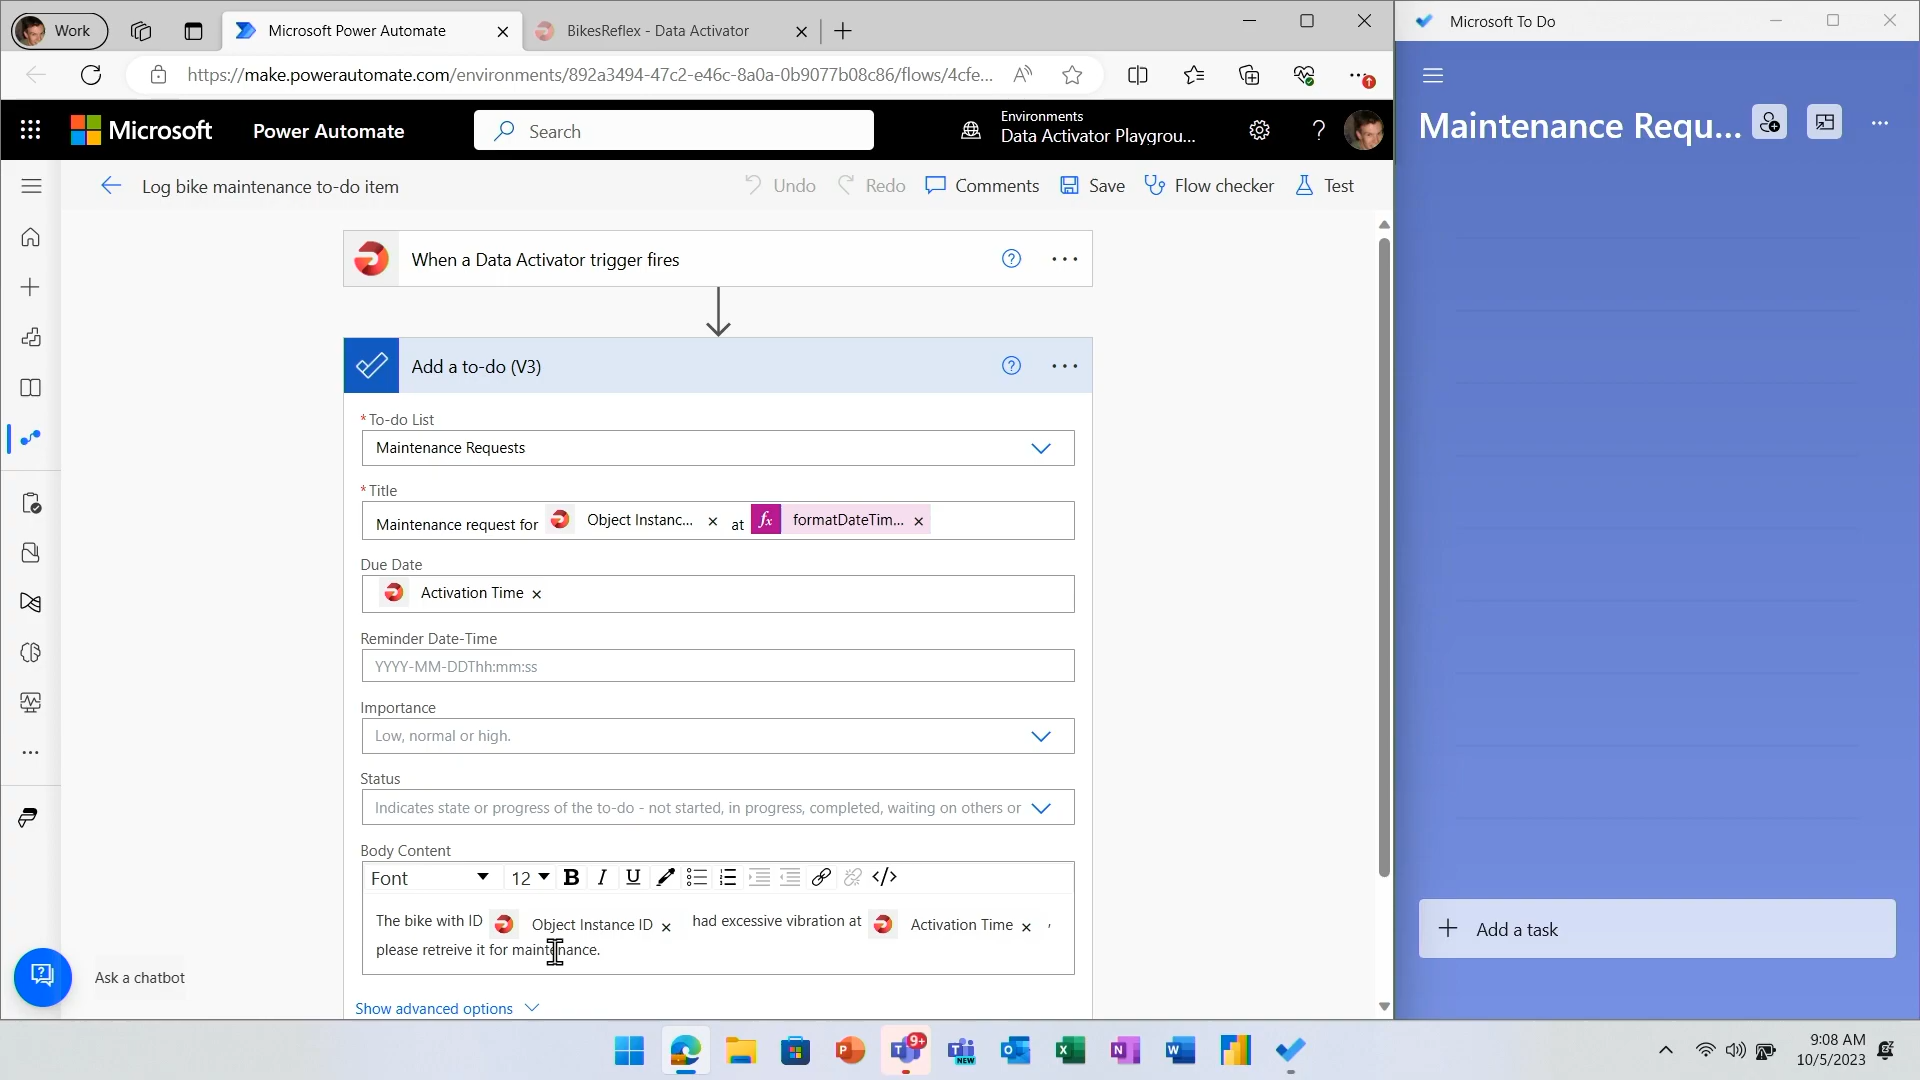 Work
Microsoft Power Automate
BikesReflex - Data Activator
Microsoft To Do
https://make.powerautomate.com/environments/892a3494-47c2-e46c-8a0a-0b9077b08c86/flows/4cfe...
Microsoft
Power Automate
Search
Environments
Data Activator Playgrou...
Maintenance Requ...
Log bike maintenance to-do item
Undo
Redo
Comments
Save
Flow checker
Test
When a Data Activator trigger fires
Add a to-do (V3)
* To-do List
Maintenance Requests
* Title
Maintenance request for Object Instanc... × at fx formatDateTim... ×
Due Date
Activation Time ×
Reminder Date-Time
YYYY-MM-DDThh:mm:ss
Importance
Low, normal or high.
Status
Indicates state or progress of the to-do - not started, in progress, completed, waiting on others or
Body Content
Font 12 B I U </>
The bike with ID Object Instance ID × had excessive vibration at Activation Time × ,
please retreive it for maintenance.
Show advanced options
Ask a chatbot
Add a task
9+
NEW
9:08 AM
10/5/2023